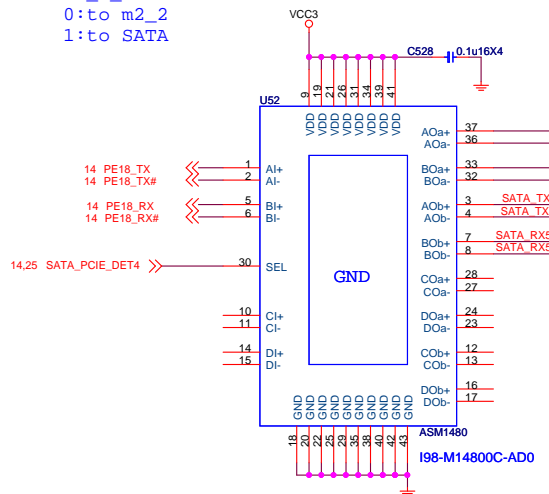 0:to m2_2
1:to SATA
VCC3
C528
0.1u16X4
U52
9
19
21
26
31
34
39
41
VDD
VDD
VDD
VDD
VDD
VDD
VDD
VDD
14 PE18_TX
1
AI+
14 PE18_TX#
2
AI-
14 PE18_RX
5
BI+
14 PE18_RX#
6
BI-
14,25 SATA_PCIE_DET4
30
SEL
10
CI+
11
CI-
14
DI+
15
DI-
GND
AOa+
37
AOa-
36
BOa+
33
BOa-
32
AOb+
3
SATA_TX
AOb-
4
SATA_TX
BOb+
7
SATA_RX5
BOb-
8
SATA_RX5
COa+
28
COa-
27
DOa+
24
DOa-
23
COb+
12
COb-
13
DOb+
16
DOb-
17
GND
GND
GND
GND
GND
GND
GND
GND
GND
GND
18
20
22
25
29
35
38
40
42
43
ASM1480
I98-M14800C-AD0